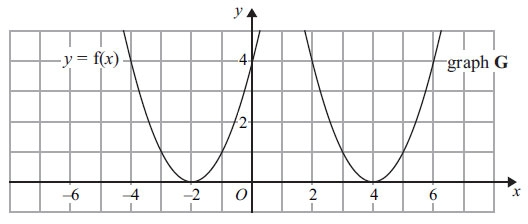 y
y = f(x)
4
graph G
2
–6 –4 –2 O 2 4 6 x